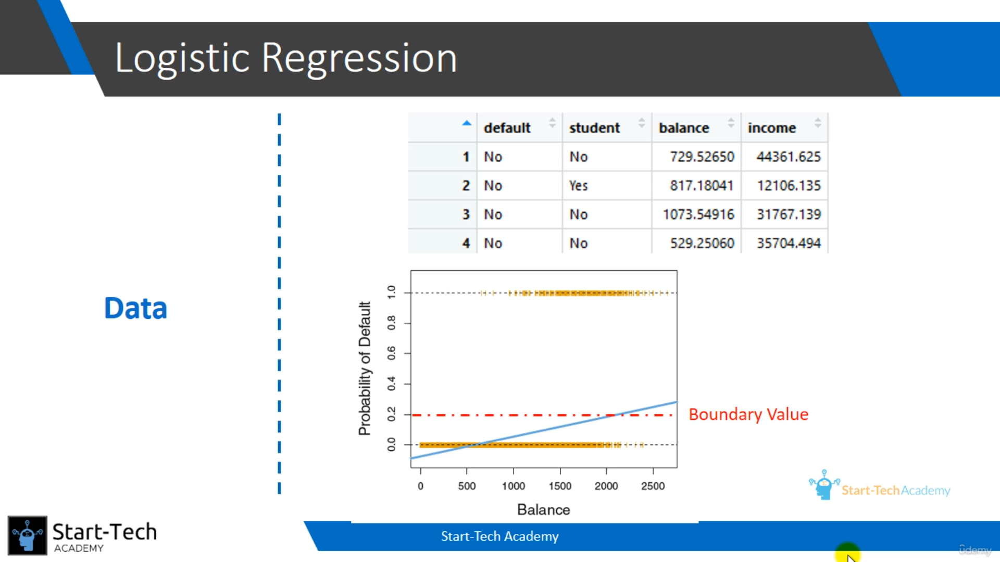 Logistic Regression
default student balance income
1 No No 729.52650 44361.625
2 No Yes 817.18041 12106.135
3 No No 1073.54916 31767.139
4 No No 529.25060 35704.494
Data
Probability of Default
1.0
0.8
0.6
0.4
0.2
0.0
Boundary Value
0 500 1000 1500 2000 2500
Balance
Start-Tech Academy
Start-Tech
ACADEMY
Start-Tech Academy
ûdemy